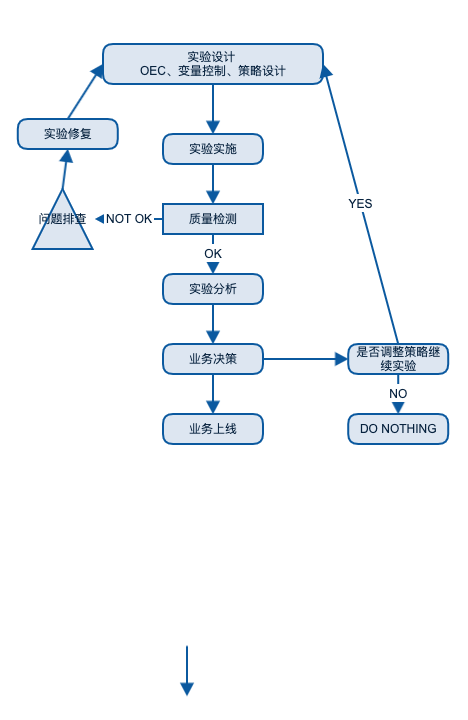 实验设计
OEC、变量控制、策略设计
实验修复
实验实施
YES
问题排查
NOT OK
质量检测
OK
实验分析
业务决策
是否调整策略继
续实验
NO
业务上线
DO NOTHING